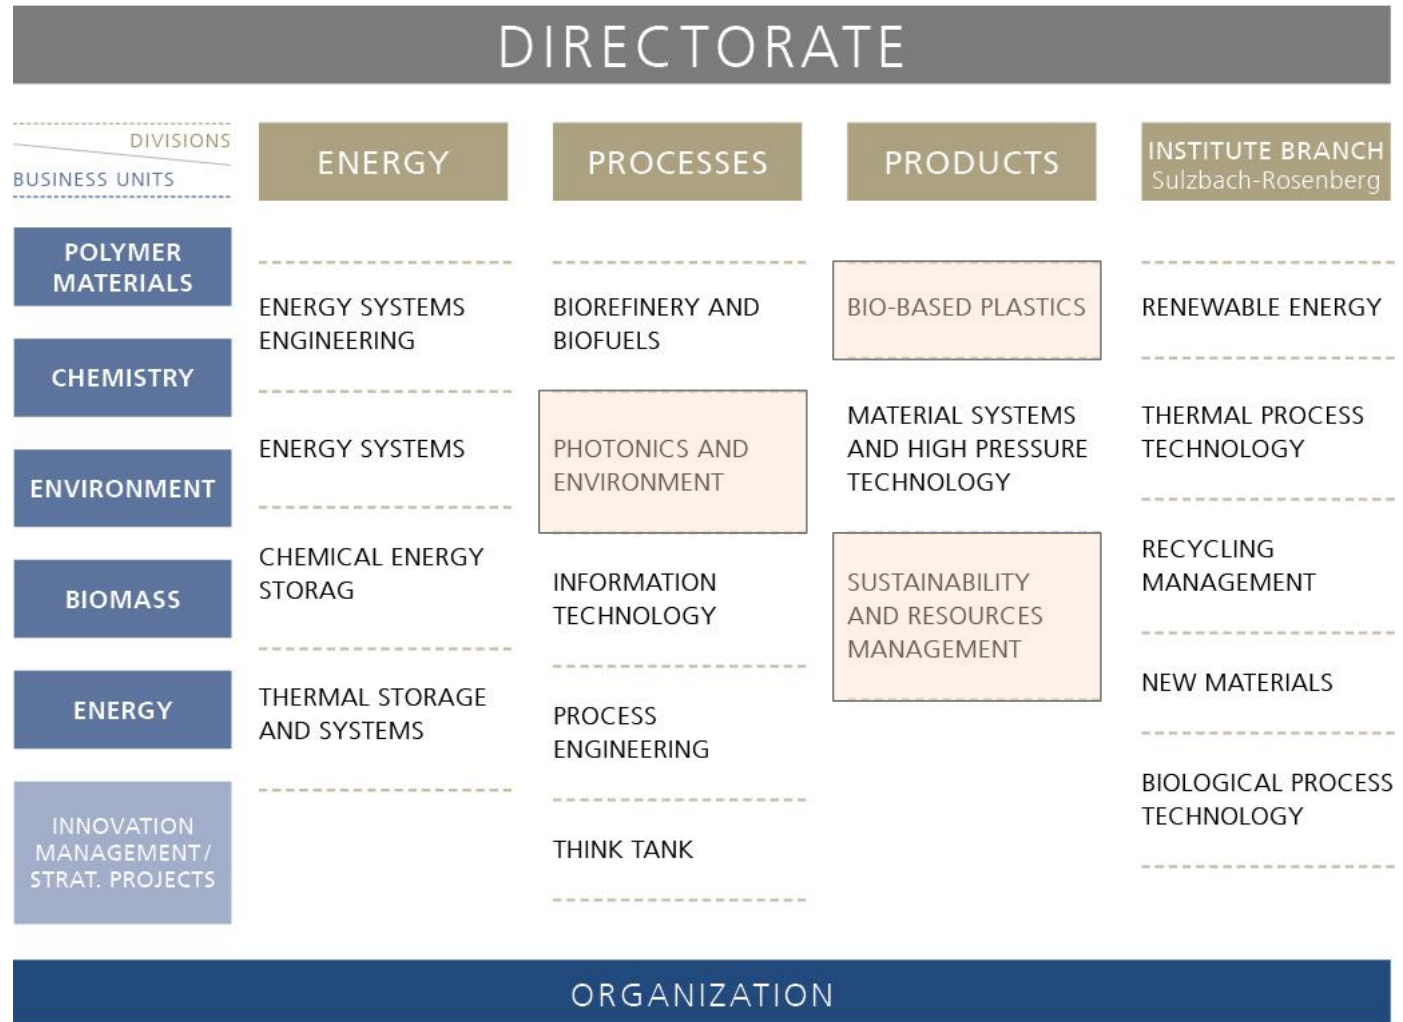 DIRECTORATE
DIVISIONS
BUSINESS UNITS
ENERGY
PROCESSES
PRODUCTS
INSTITUTE BRANCH
Sulzbach-Rosenberg
POLYMER
MATERIALS
CHEMISTRY
ENVIRONMENT
BIOMASS
ENERGY
INNOVATION
MANAGEMENT/
STRAT. PROJECTS
ENERGY SYSTEMS
ENGINEERING
ENERGY SYSTEMS
CHEMICAL ENERGY
STORAG
THERMAL STORAGE
AND SYSTEMS
BIOREFINERY AND
BIOFUELS
PHOTONICS AND
ENVIRONMENT
INFORMATION
TECHNOLOGY
PROCESS
ENGINEERING
THINK TANK
BIO-BASED PLASTICS
MATERIAL SYSTEMS
AND HIGH PRESSURE
TECHNOLOGY
SUSTAINABILITY
AND RESOURCES
MANAGEMENT
RENEWABLE ENERGY
THERMAL PROCESS
TECHNOLOGY
RECYCLING
MANAGEMENT
NEW MATERIALS
BIOLOGICAL PROCESS
TECHNOLOGY
ORGANIZATION